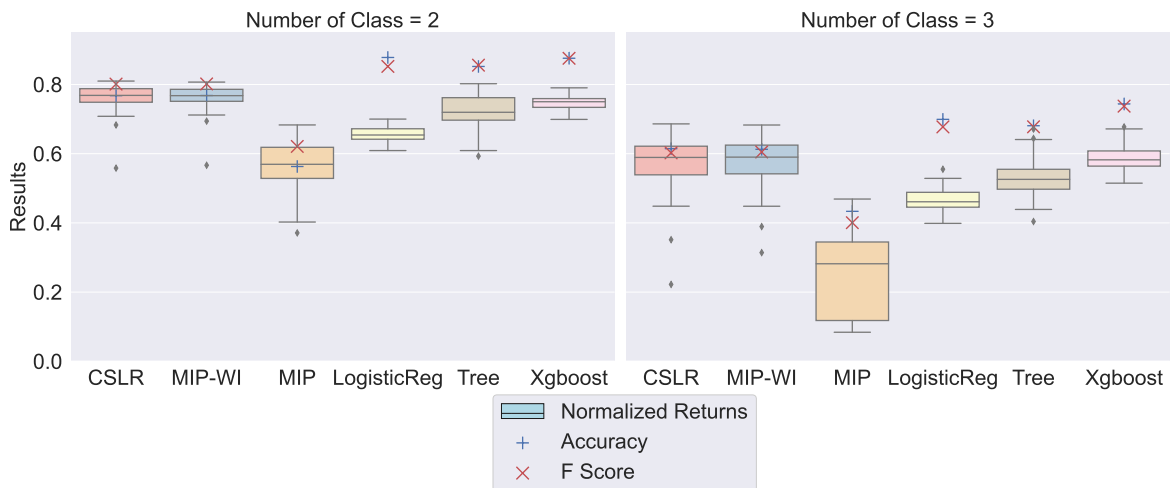 Number of Class = 2
Number of Class = 3
Results
0.8
0.6
0.4
0.2
0.0
CSLR MIP-WI MIP LogisticReg Tree Xgboost
CSLR MIP-WI MIP LogisticReg Tree Xgboost
Normalized Returns
Accuracy
F Score